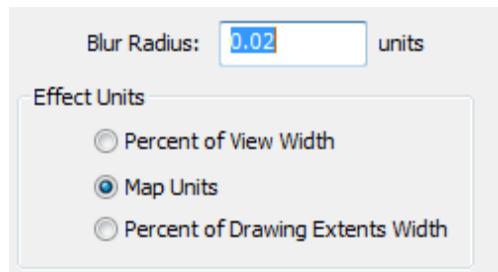 Blur Radius: 0.02 units
Effect Units
Percent of View Width
Map Units
Percent of Drawing Extents Width